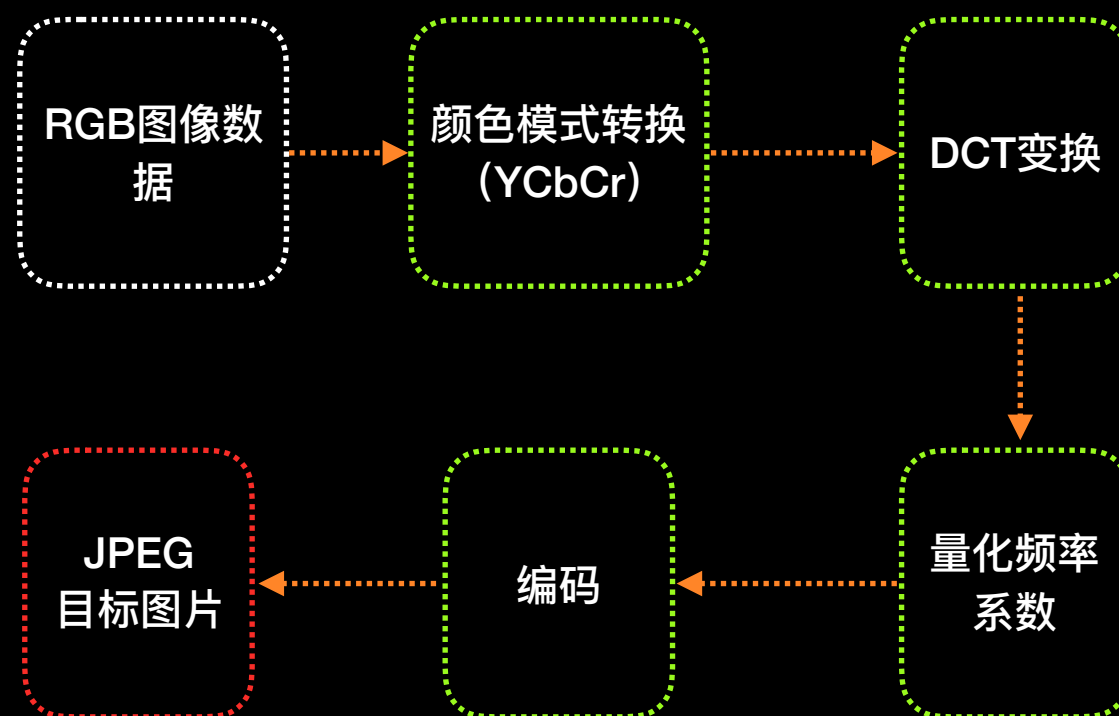 RGB图像数
据
颜色模式转换
（YCbCr）
DCT变换
量化频率
系数
编码
JPEG
目标图片